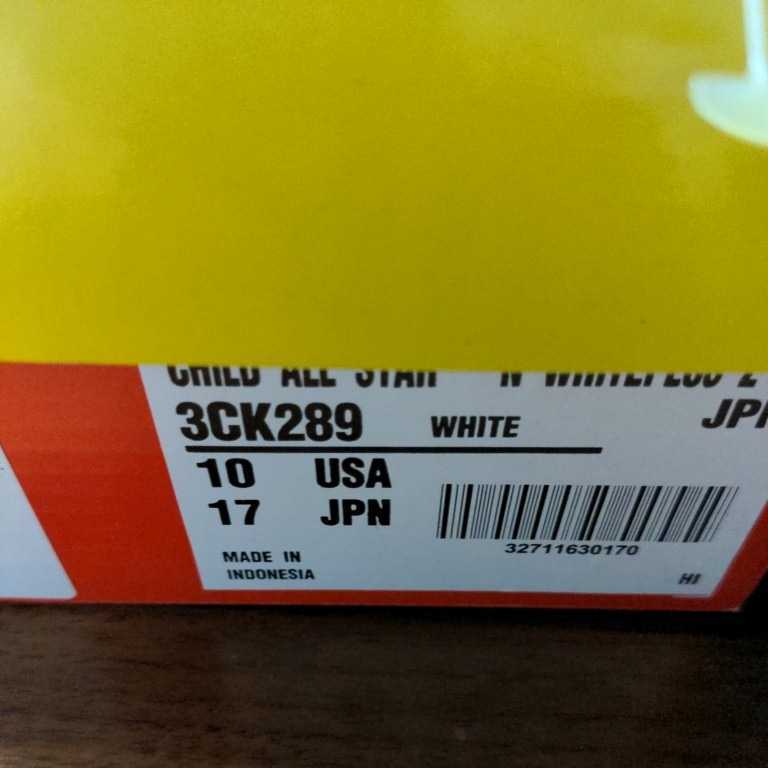 CHILD ALL STAR N
3CK289 WHITE
10 USA
17 JPN
32711630170
MADE IN
INDONESIA
HI